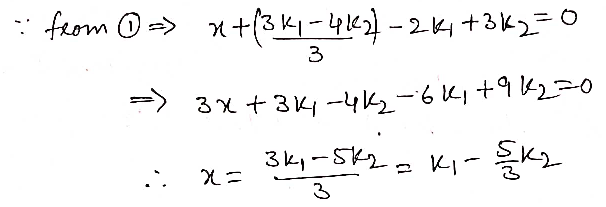 ∵ from ① ⇒ x + (3k₁ - 4k₂)/3 - 2k₁ + 3k₂ = 0
⇒ 3x + 3k₁ - 4k₂ - 6k₁ + 9k₂ = 0
∴ x = (3k₁ - 5k₂)/3 = k₁ - 5/3 k₂